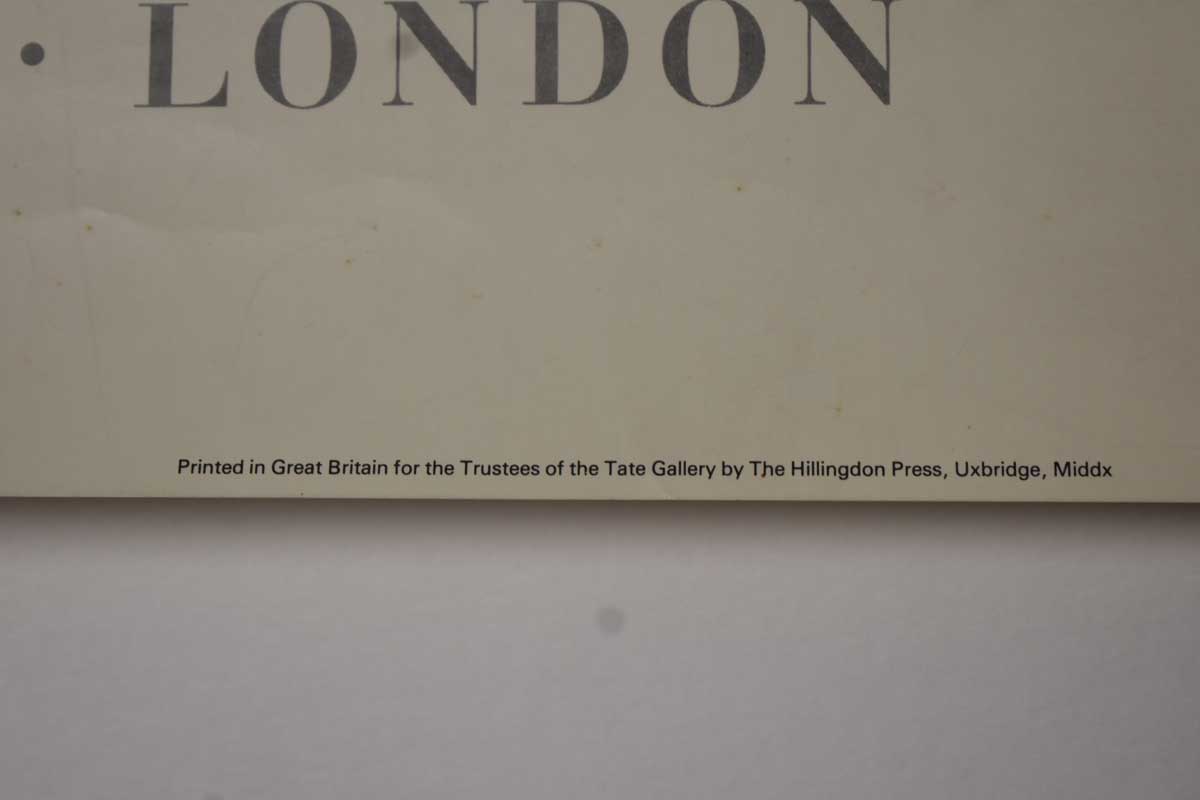 · LONDON
Printed in Great Britain for the Trustees of the Tate Gallery by The Hillingdon Press, Uxbridge, Middx